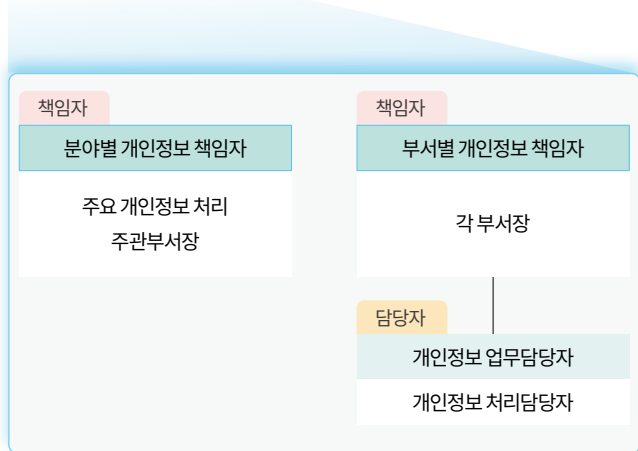 책임자
분야별 개인정보 책임자
주요 개인정보 처리
주관부서장
책임자
부서별 개인정보 책임자
각 부서장
담당자
개인정보 업무담당자
개인정보 처리담당자